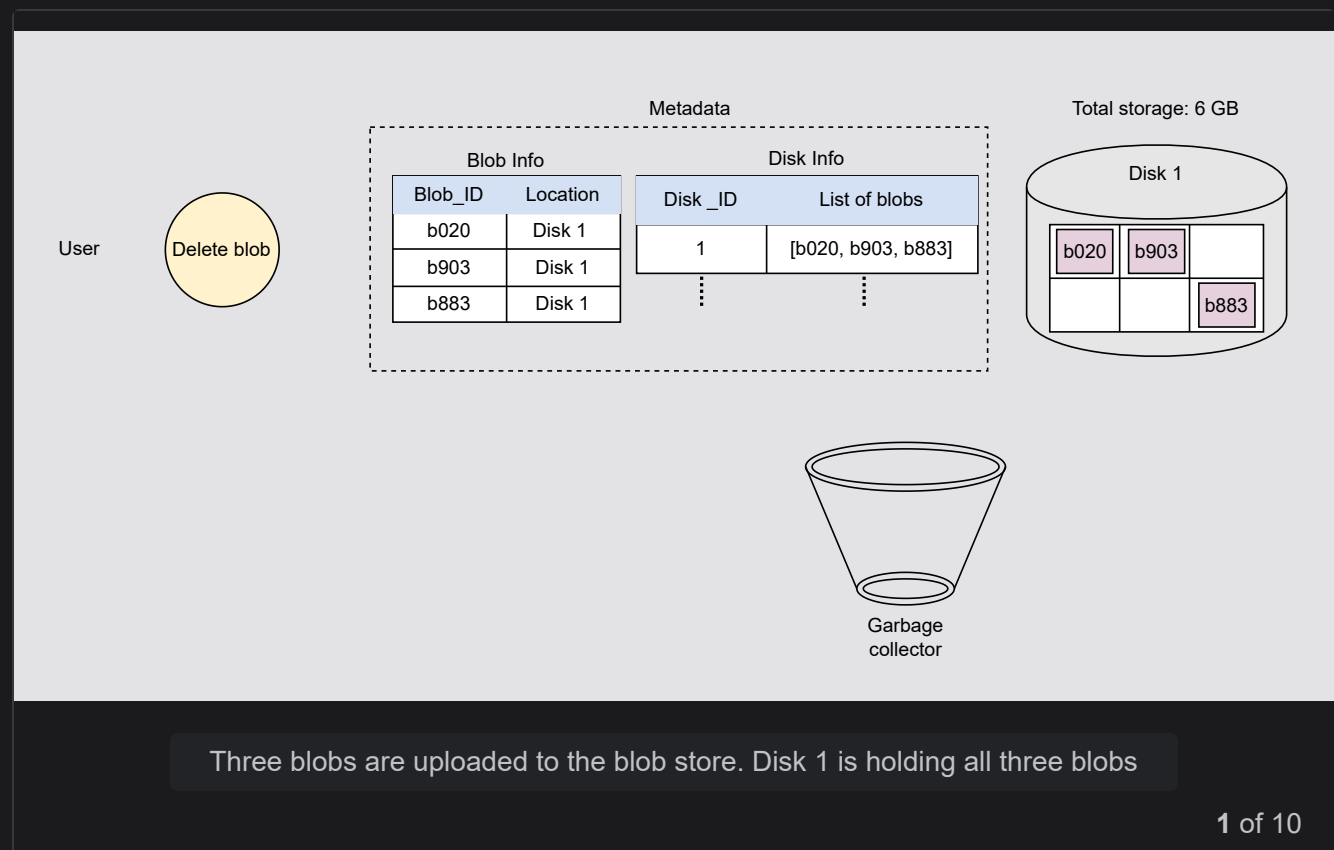 Metadata
Total storage: 6 GB
Blob Info
Disk Info
Disk 1
Blob_ID Location
Disk _ID List of blobs
b020 Disk 1
User
Delete blob
1 [b020, b903, b883]
b020 b903
b903 Disk 1
b883 Disk 1
b883
Garbage
collector
Three blobs are uploaded to the blob store. Disk 1 is holding all three blobs
1 of 10